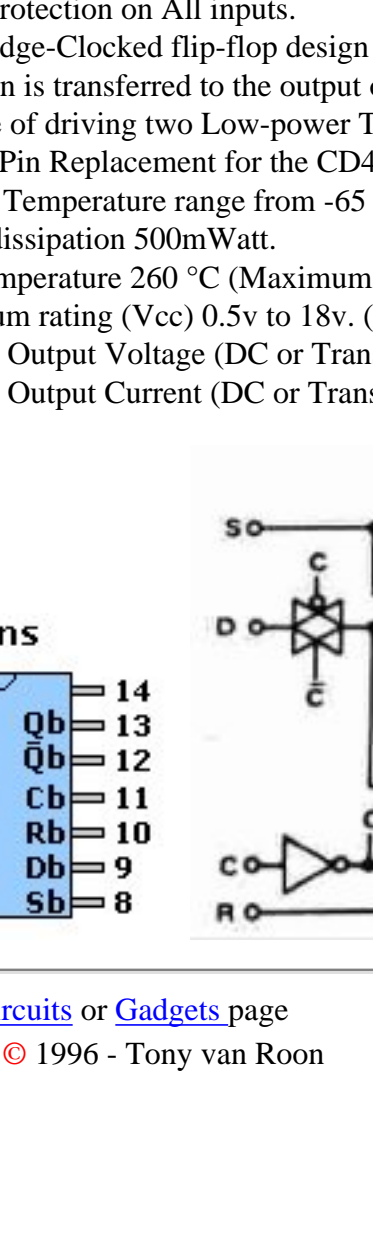 rotection on All inputs.
dge-Clocked flip-flop design
n is transferred to the output
e of driving two Low-power T
Pin Replacement for the CD4
Temperature range from -65
dissipation 500mWatt.
mperature 260 °C (Maximum
um rating (Vcc) 0.5v to 18v. (
Output Voltage (DC or Tran
Output Current (DC or Trans
S
C
D
C̅
ns
14
Qb 13
Q̅b 12
Cb 11
Rb 10
Db 9
Sb 8
C
R
rcuits or Gadgets page
© 1996 - Tony van Roon